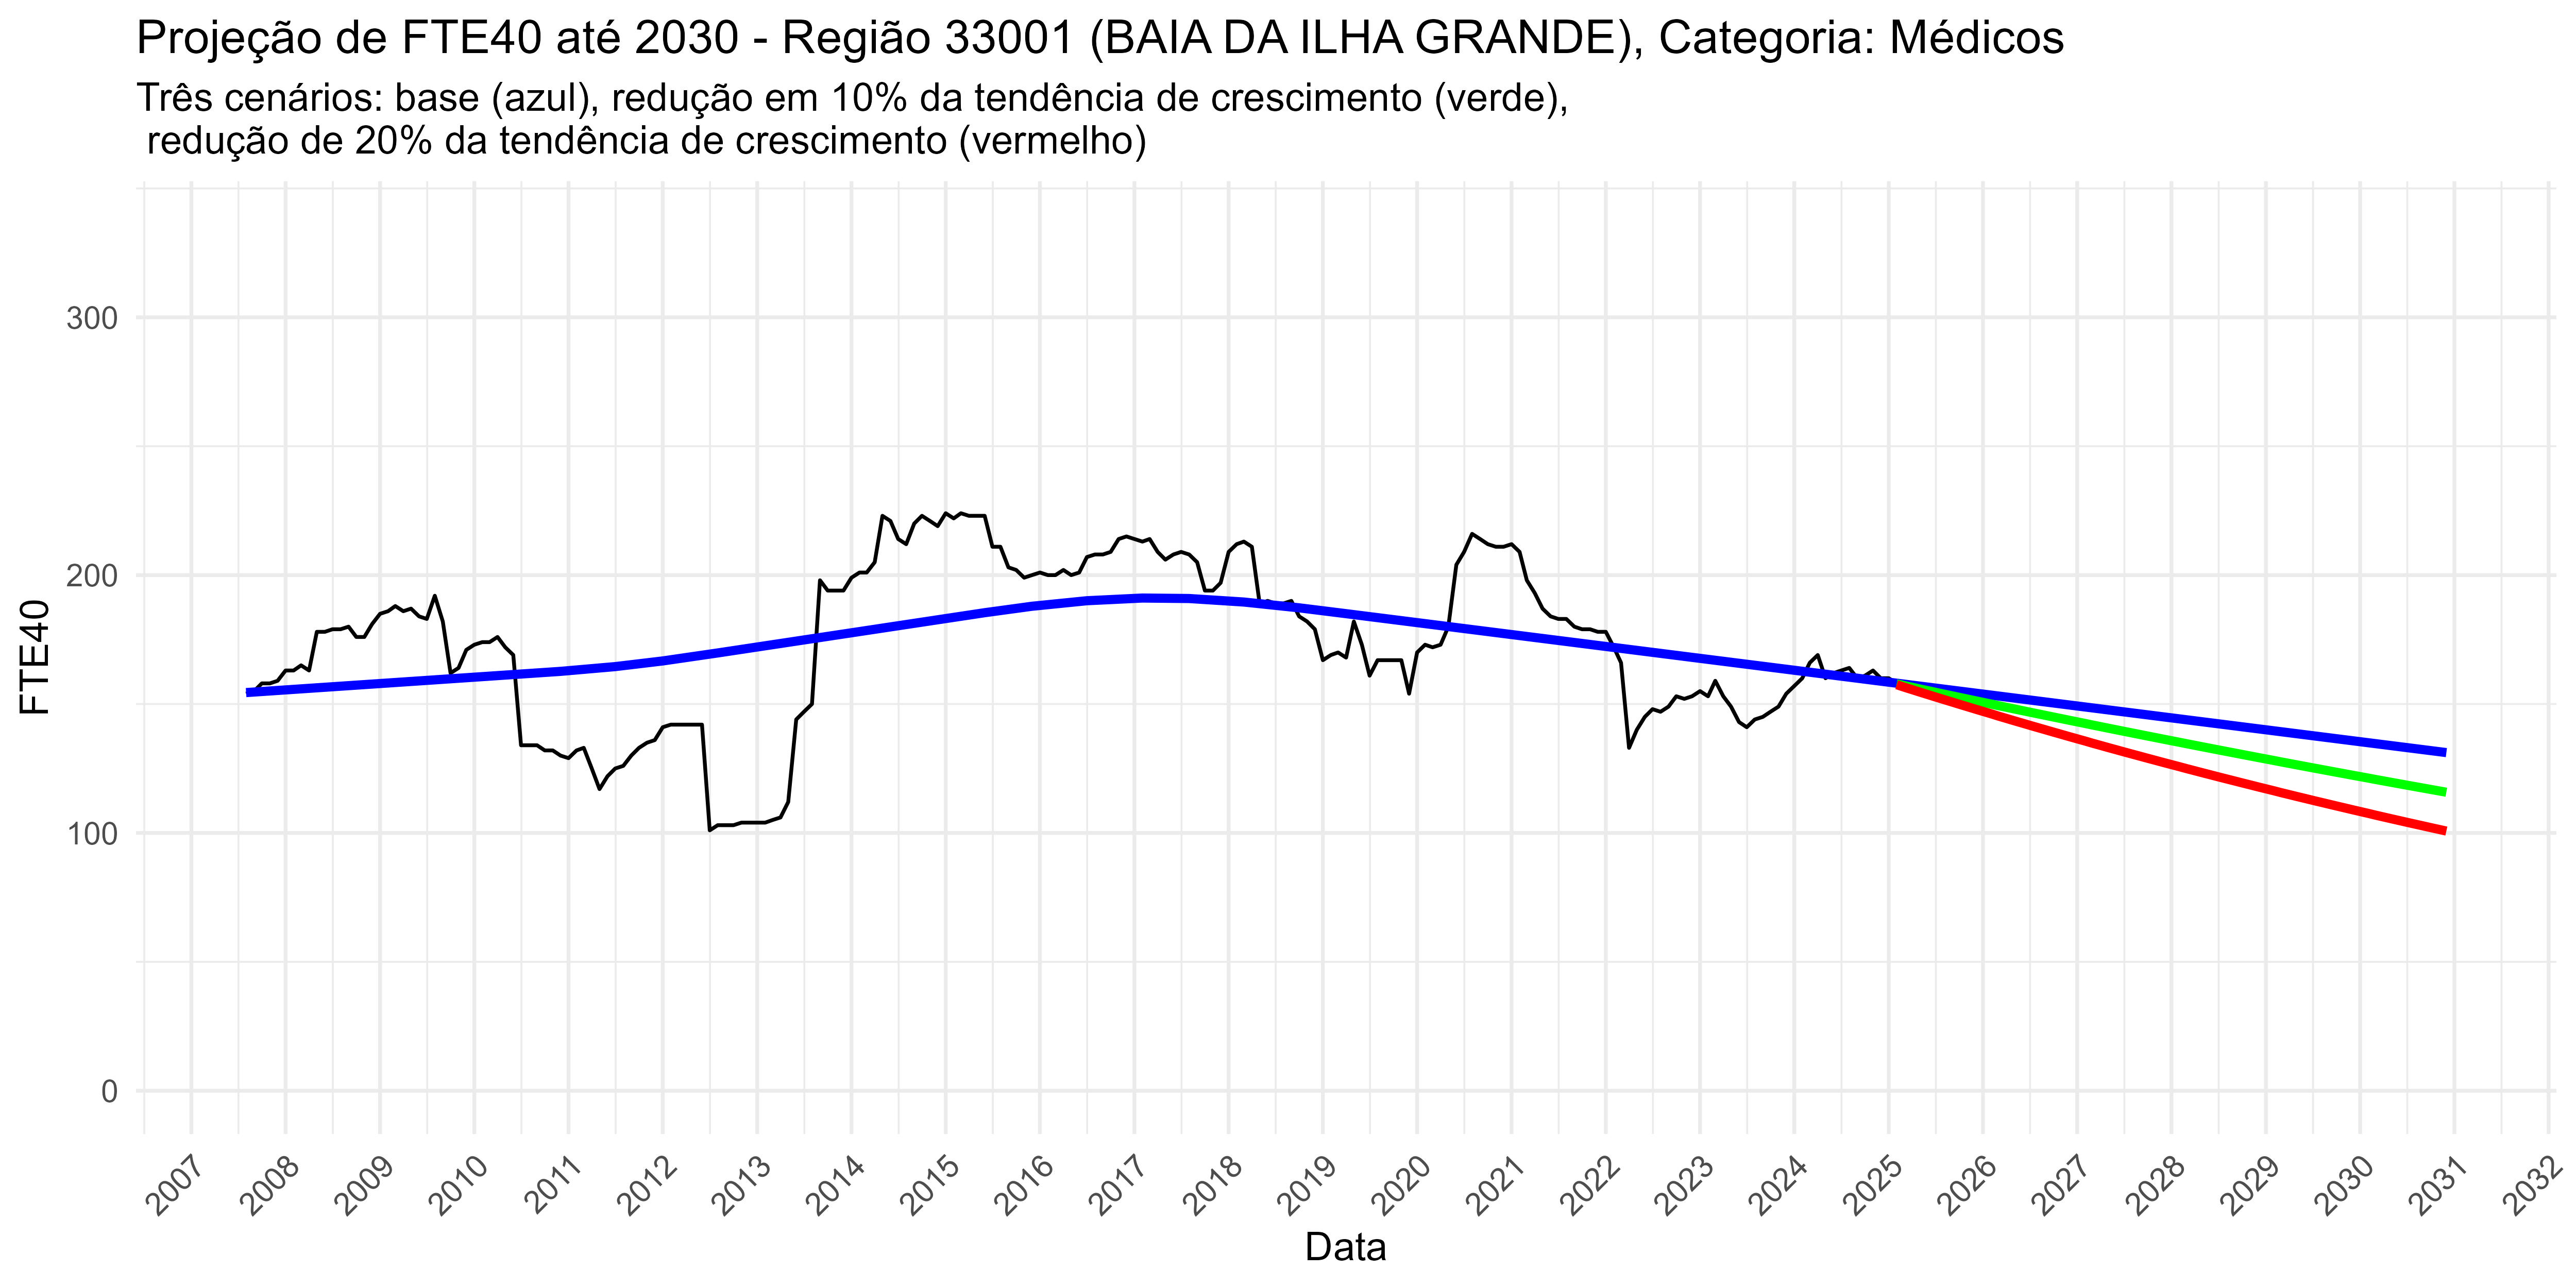 Projeção de FTE40 até 2030 - Região 33001 (BAIA DA ILHA GRANDE), Categoria: Médicos
Três cenários: base (azul), redução em 10% da tendência de crescimento (verde),
redução de 20% da tendência de crescimento (vermelho)
FTE40
300
200
100
0
2007 2008 2009 2010 2011 2012 2013 2014 2015 2016 2017 2018 2019 2020 2021 2022 2023 2024 2025 2026 2027 2028 2029 2030 2031 2032
Data